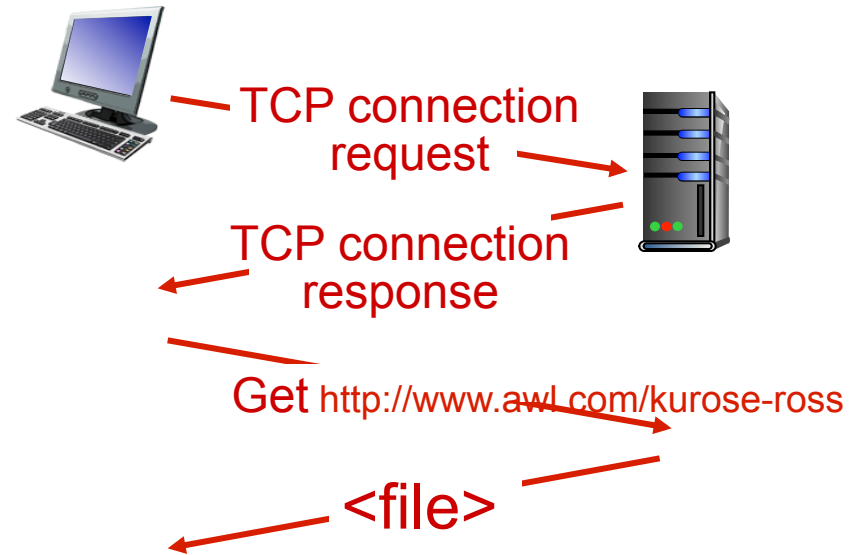 TCP connection
request
TCP connection
response
Get http://www.awl.com/kurose-ross
<file>